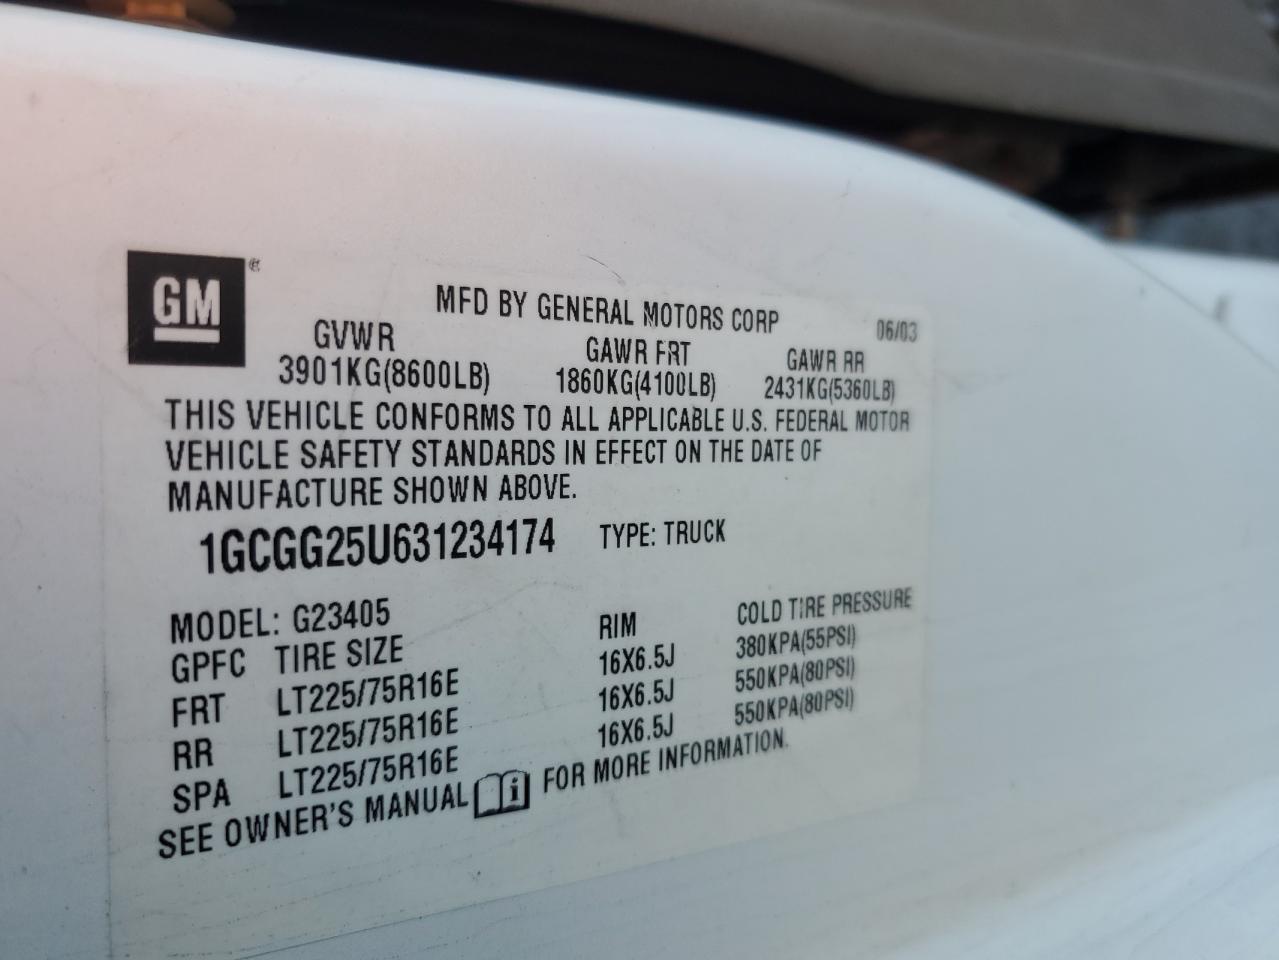 GM
MFD BY GENERAL MOTORS CORP 06/03
GVWR GAWR FRT GAWR RR
3901KG(8600LB) 1860KG(4100LB) 2431KG(5360LB)
THIS VEHICLE CONFORMS TO ALL APPLICABLE U.S. FEDERAL MOTOR
VEHICLE SAFETY STANDARDS IN EFFECT ON THE DATE OF
MANUFACTURE SHOWN ABOVE.
1GCGG25U631234174 TYPE: TRUCK
MODEL: G23405
GPFC TIRE SIZE RIM COLD TIRE PRESSURE
FRT LT225/75R16E 16X6.5J 380KPA(55PSI)
RR LT225/75R16E 16X6.5J 550KPA(80PSI)
SPA LT225/75R16E 16X6.5J 550KPA(80PSI)
SEE OWNER'S MANUAL i FOR MORE INFORMATION.